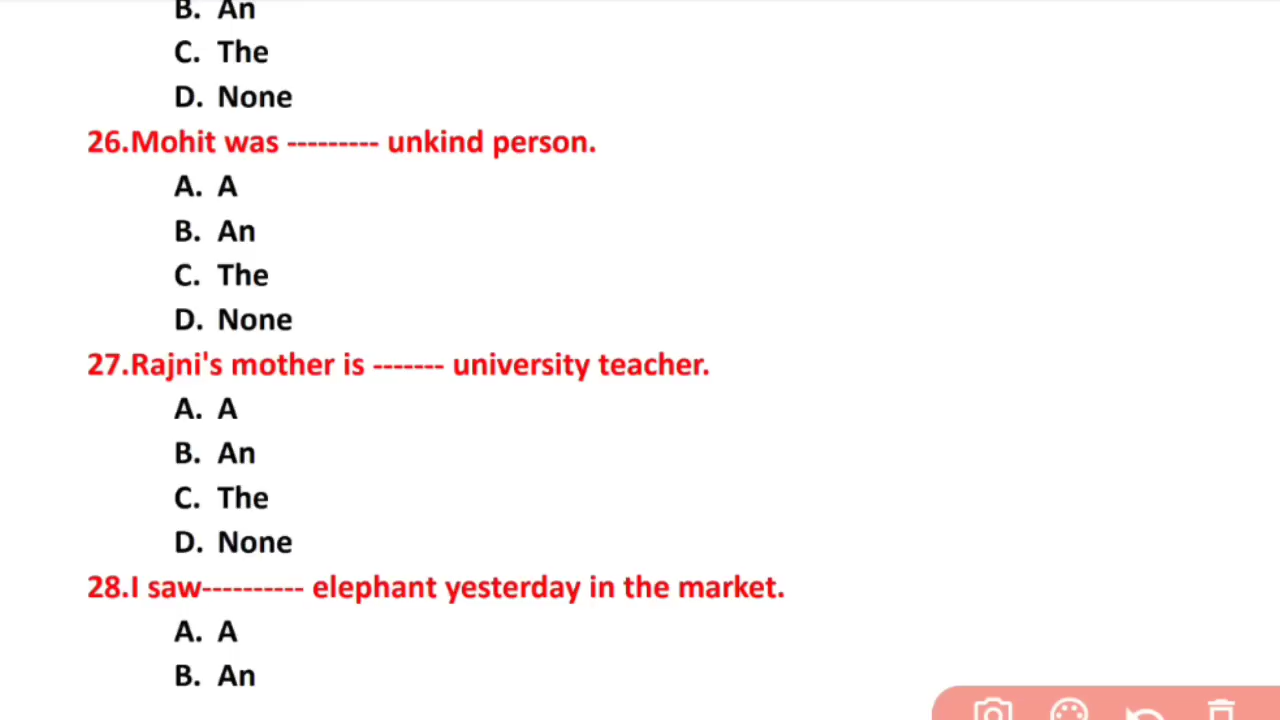 B. An
C. The
D. None
26.Mohit was --------- unkind person.
A. A
B. An
C. The
D. None
27.Rajni's mother is ------- university teacher.
A. A
B. An
C. The
D. None
28.I saw---------- elephant yesterday in the market.
A. A
B. An